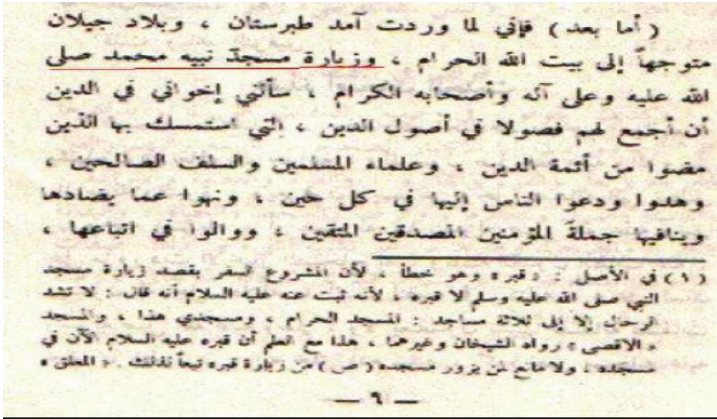 ( أما بعد ) فإني لما وردت آمد طبرستان ، وبلاد جيلان
متوجهاً إلى بيت الله الحرام ، وزيارة مسجد نبيه محمد صلى
الله عليه وعلى آله وأصحابه الكرام ، سألني إخواني في الدين
أن أجمع لهم فصولا في أصول الدين ، التي استمسك بها الذين
مضوا من أئمة الدين ، وعلماء المسلمين والسلف الصالحين ،
وهدوا ودعوا الناس إليها في كل حين ، ونهوا عما يضادها
وينافيها جملة المؤمنين المصدقين المتقين ، ووالوا في اتباعها ،
(١) في الأصل : « قبره وهو خطأ ، لأن المشروع السفر بقصد زيارة مسجد
النبي صلى الله عليه وسلم لا قبره ، لأنه ثبت عنه عليه السلام أنه قال : لا تشد
الرحال إلا إلى ثلاثة مساجد : المسجد الحرام ، ومسجدي هذا ، والمسجد
« الاقصى » رواه الشيخان وغيرهما ، هذا مع العلم أن قبره عليه السلام الآن في
مسجده ، ولا مانع لمن يزور مسجده (ص) من زيارة قبره تبعاً لذلك . « المعلق »
— ٦ —